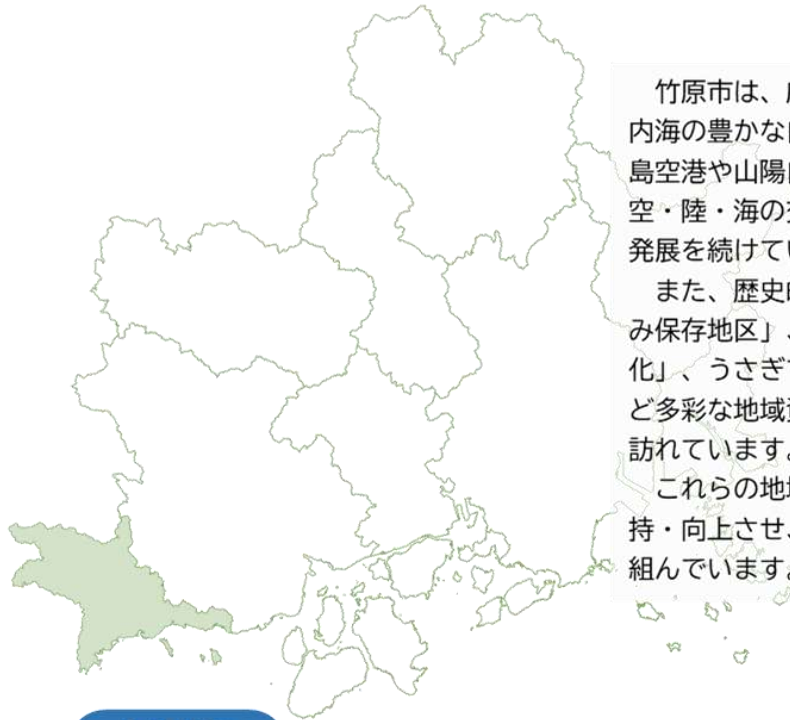 竹原市は、
内海の豊かな
島空港や山陽
空・陸・海の
発展を続けてい
また、歴史
み保存地区」、
化」、うさぎ
ど多彩な地域
訪れています。
これらの地
持・向上させ、
組んでいます。